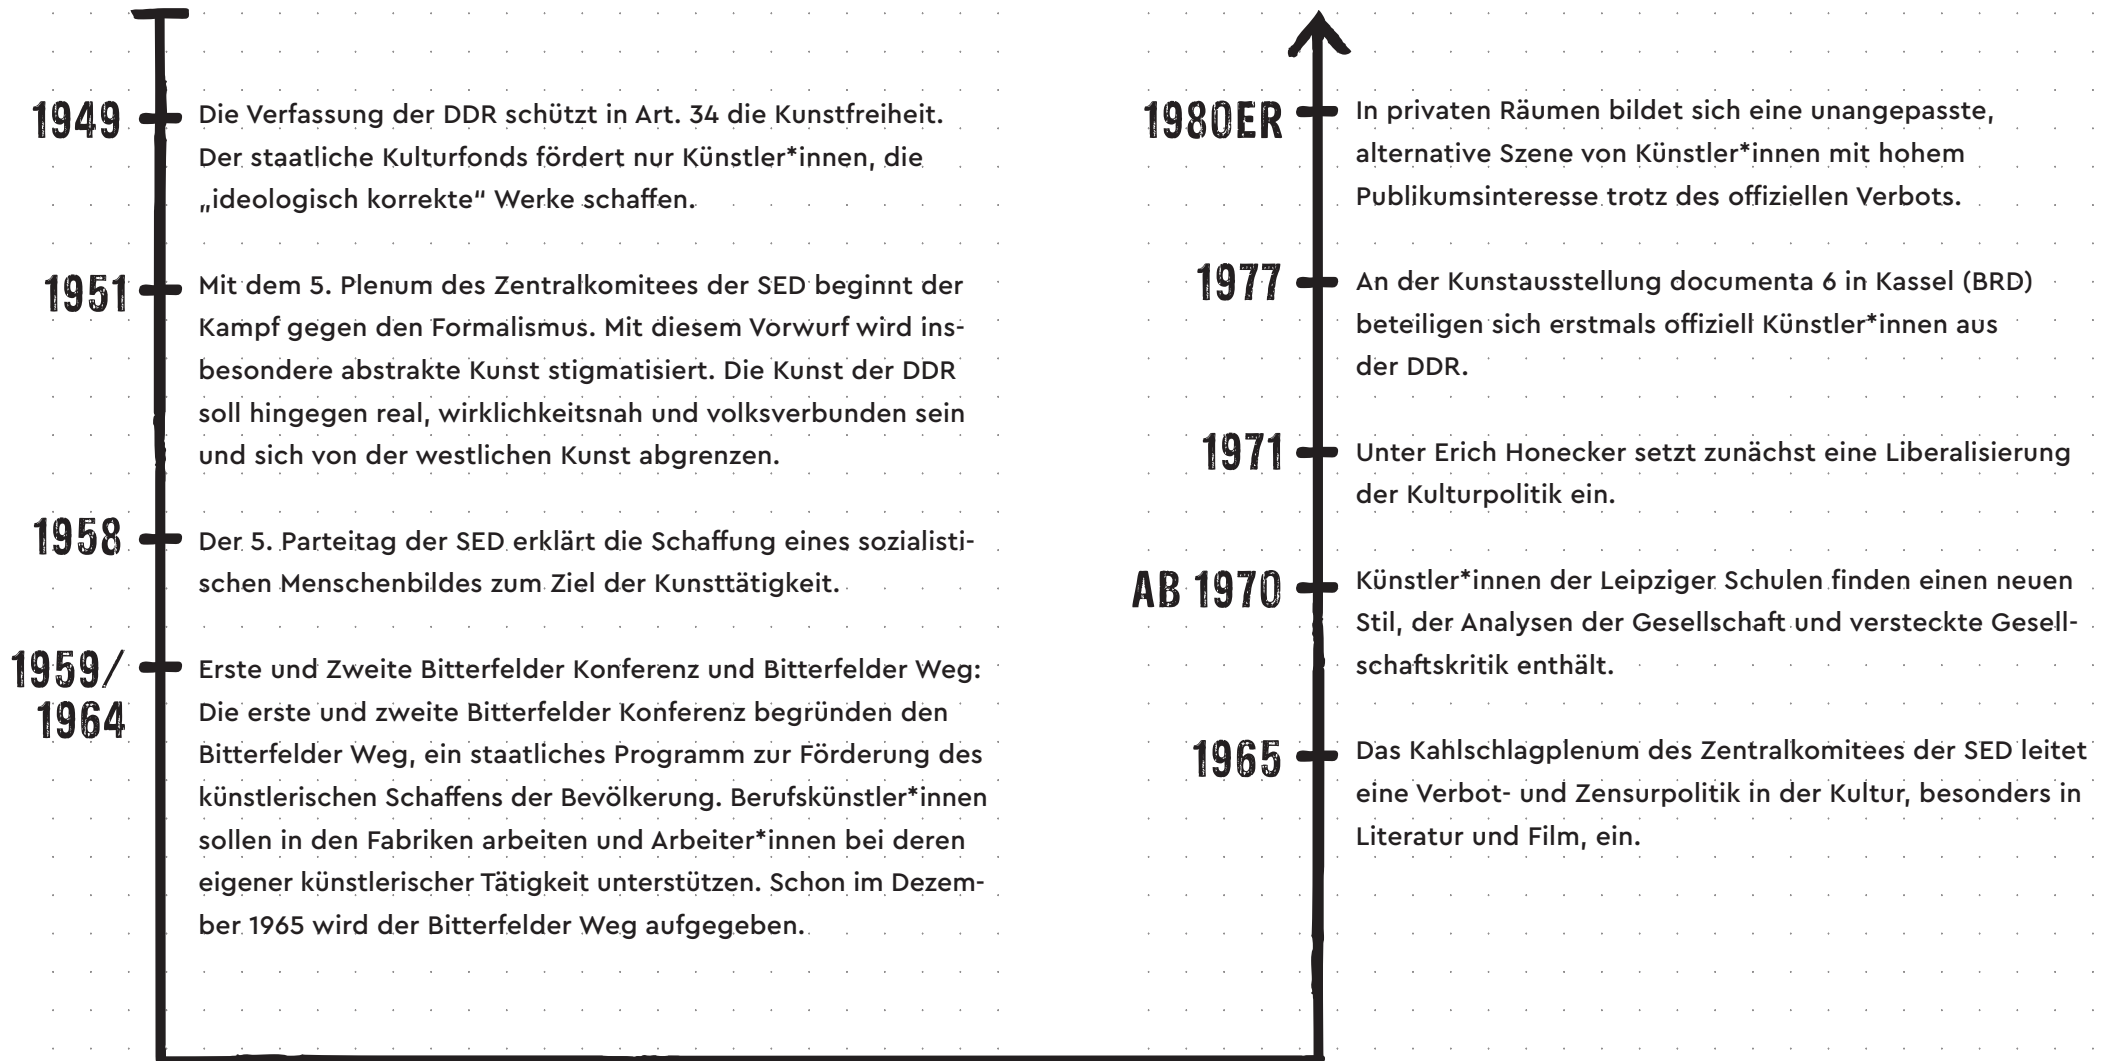 1949
Die Verfassung der DDR schützt in Art. 34 die Kunstfreiheit.
Der staatliche Kulturfonds fördert nur Künstler*innen, die
„ideologisch korrekte“ Werke schaffen.
1951
Mit dem 5. Plenum des Zentralkomitees der SED beginnt der
Kampf gegen den Formalismus. Mit diesem Vorwurf wird ins-
besondere abstrakte Kunst stigmatisiert. Die Kunst der DDR
soll hingegen real, wirklichkeitsnah und volksverbunden sein
und sich von der westlichen Kunst abgrenzen.
1958
Der 5. Parteitag der SED erklärt die Schaffung eines sozialisti-
schen Menschenbildes zum Ziel der Kunsttätigkeit.
1959/
1964
Erste und Zweite Bitterfelder Konferenz und Bitterfelder Weg:
Die erste und zweite Bitterfelder Konferenz begründen den
Bitterfelder Weg, ein staatliches Programm zur Förderung des
künstlerischen Schaffens der Bevölkerung. Berufskünstler*innen
sollen in den Fabriken arbeiten und Arbeiter*innen bei deren
eigener künstlerischer Tätigkeit unterstützen. Schon im Dezem-
ber 1965 wird der Bitterfelder Weg aufgegeben.
1980ER
In privaten Räumen bildet sich eine unangepasste,
alternative Szene von Künstler*innen mit hohem
Publikumsinteresse trotz des offiziellen Verbots.
1977
An der Kunstausstellung documenta 6 in Kassel (BRD)
beteiligen sich erstmals offiziell Künstler*innen aus
der DDR.
1971
Unter Erich Honecker setzt zunächst eine Liberalisierung
der Kulturpolitik ein.
AB 1970
Künstler*innen der Leipziger Schulen finden einen neuen
Stil, der Analysen der Gesellschaft und versteckte Gesell-
schaftskritik enthält.
1965
Das Kahlschlagplenum des Zentralkomitees der SED leitet
eine Verbot- und Zensurpolitik in der Kultur, besonders in
Literatur und Film, ein.